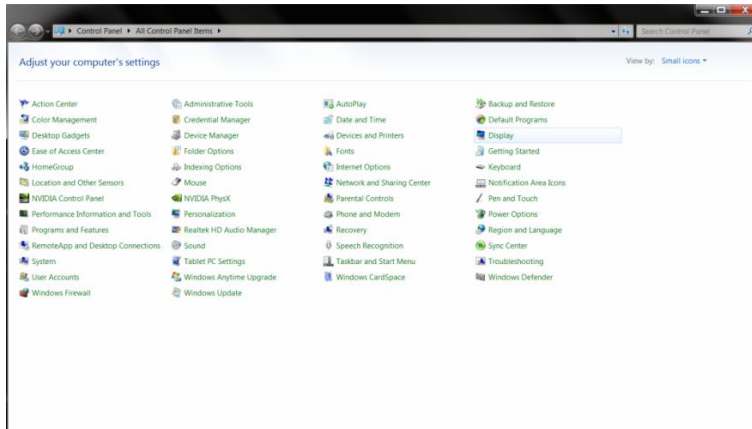 Control Panel All Control Panel Items Search Control Panel
Adjust your computer's settings View by: Small icons
Action Center Administrative Tools AutoPlay Backup and Restore
Color Management Credential Manager Date and Time Default Programs
Desktop Gadgets Device Manager Devices and Printers Display
Ease of Access Center Folder Options Fonts Getting Started
HomeGroup Indexing Options Internet Options Keyboard
Location and Other Sensors Mouse Network and Sharing Center Notification Area Icons
NVIDIA Control Panel NVIDIA PhysX Parental Controls Pen and Touch
Performance Information and Tools Personalization Phone and Modem Power Options
Programs and Features Realtek HD Audio Manager Recovery Region and Language
RemoteApp and Desktop Connections Sound Speech Recognition Sync Center
System Tablet PC Settings Taskbar and Start Menu Troubleshooting
User Accounts Windows Anytime Upgrade Windows CardSpace Windows Defender
Windows Firewall Windows Update